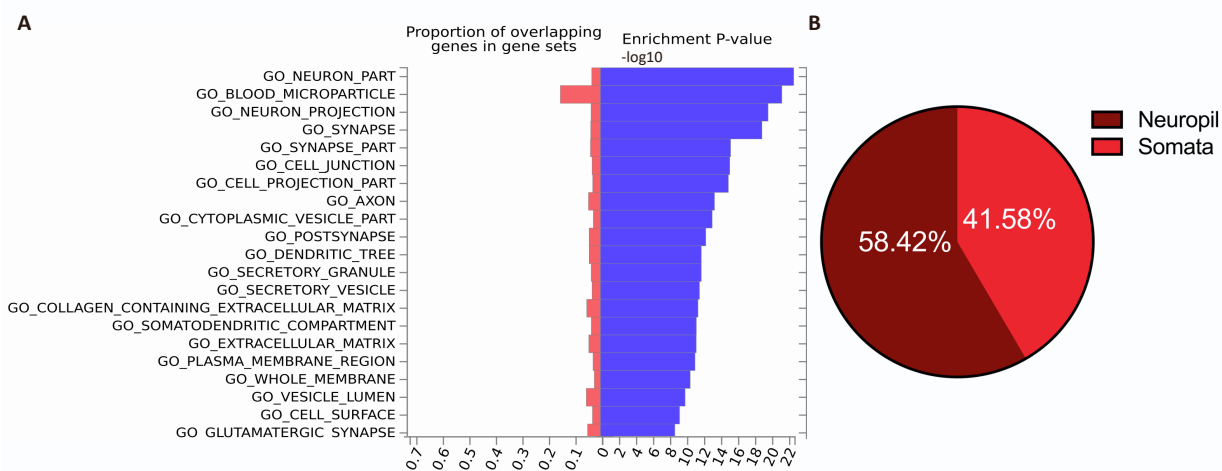 A
Proportion of overlapping
genes in gene sets
Enrichment P-value
-log10
GO_NEURON_PART
GO_BLOOD_MICROPARTICLE
GO_NEURON_PROJECTION
GO_SYNAPSE
GO_SYNAPSE_PART
GO_CELL_JUNCTION
GO_CELL_PROJECTION_PART
GO_AXON
GO_CYTOPLASMIC_VESICLE_PART
GO_POSTSYNAPSE
GO_DENDRITIC_TREE
GO_SECRETORY_GRANULE
GO_SECRETORY_VESICLE
GO_COLLAGEN_CONTAINING_EXTRACELLULAR_MATRIX
GO_SOMATODENDRITIC_COMPARTMENT
GO_EXTRACELLULAR_MATRIX
GO_PLASMA_MEMBRANE_REGION
GO_WHOLE_MEMBRANE
GO_VESICLE_LUMEN
GO_CELL_SURFACE
GO GLUTAMATERGIC SYNAPSE
0.7 0.6 0.5 0.4 0.3 0.2 0.1 0 2 4 6 8 10 12 14 16 18 20 22
B
Neuropil
Somata
58.42%
41.58%